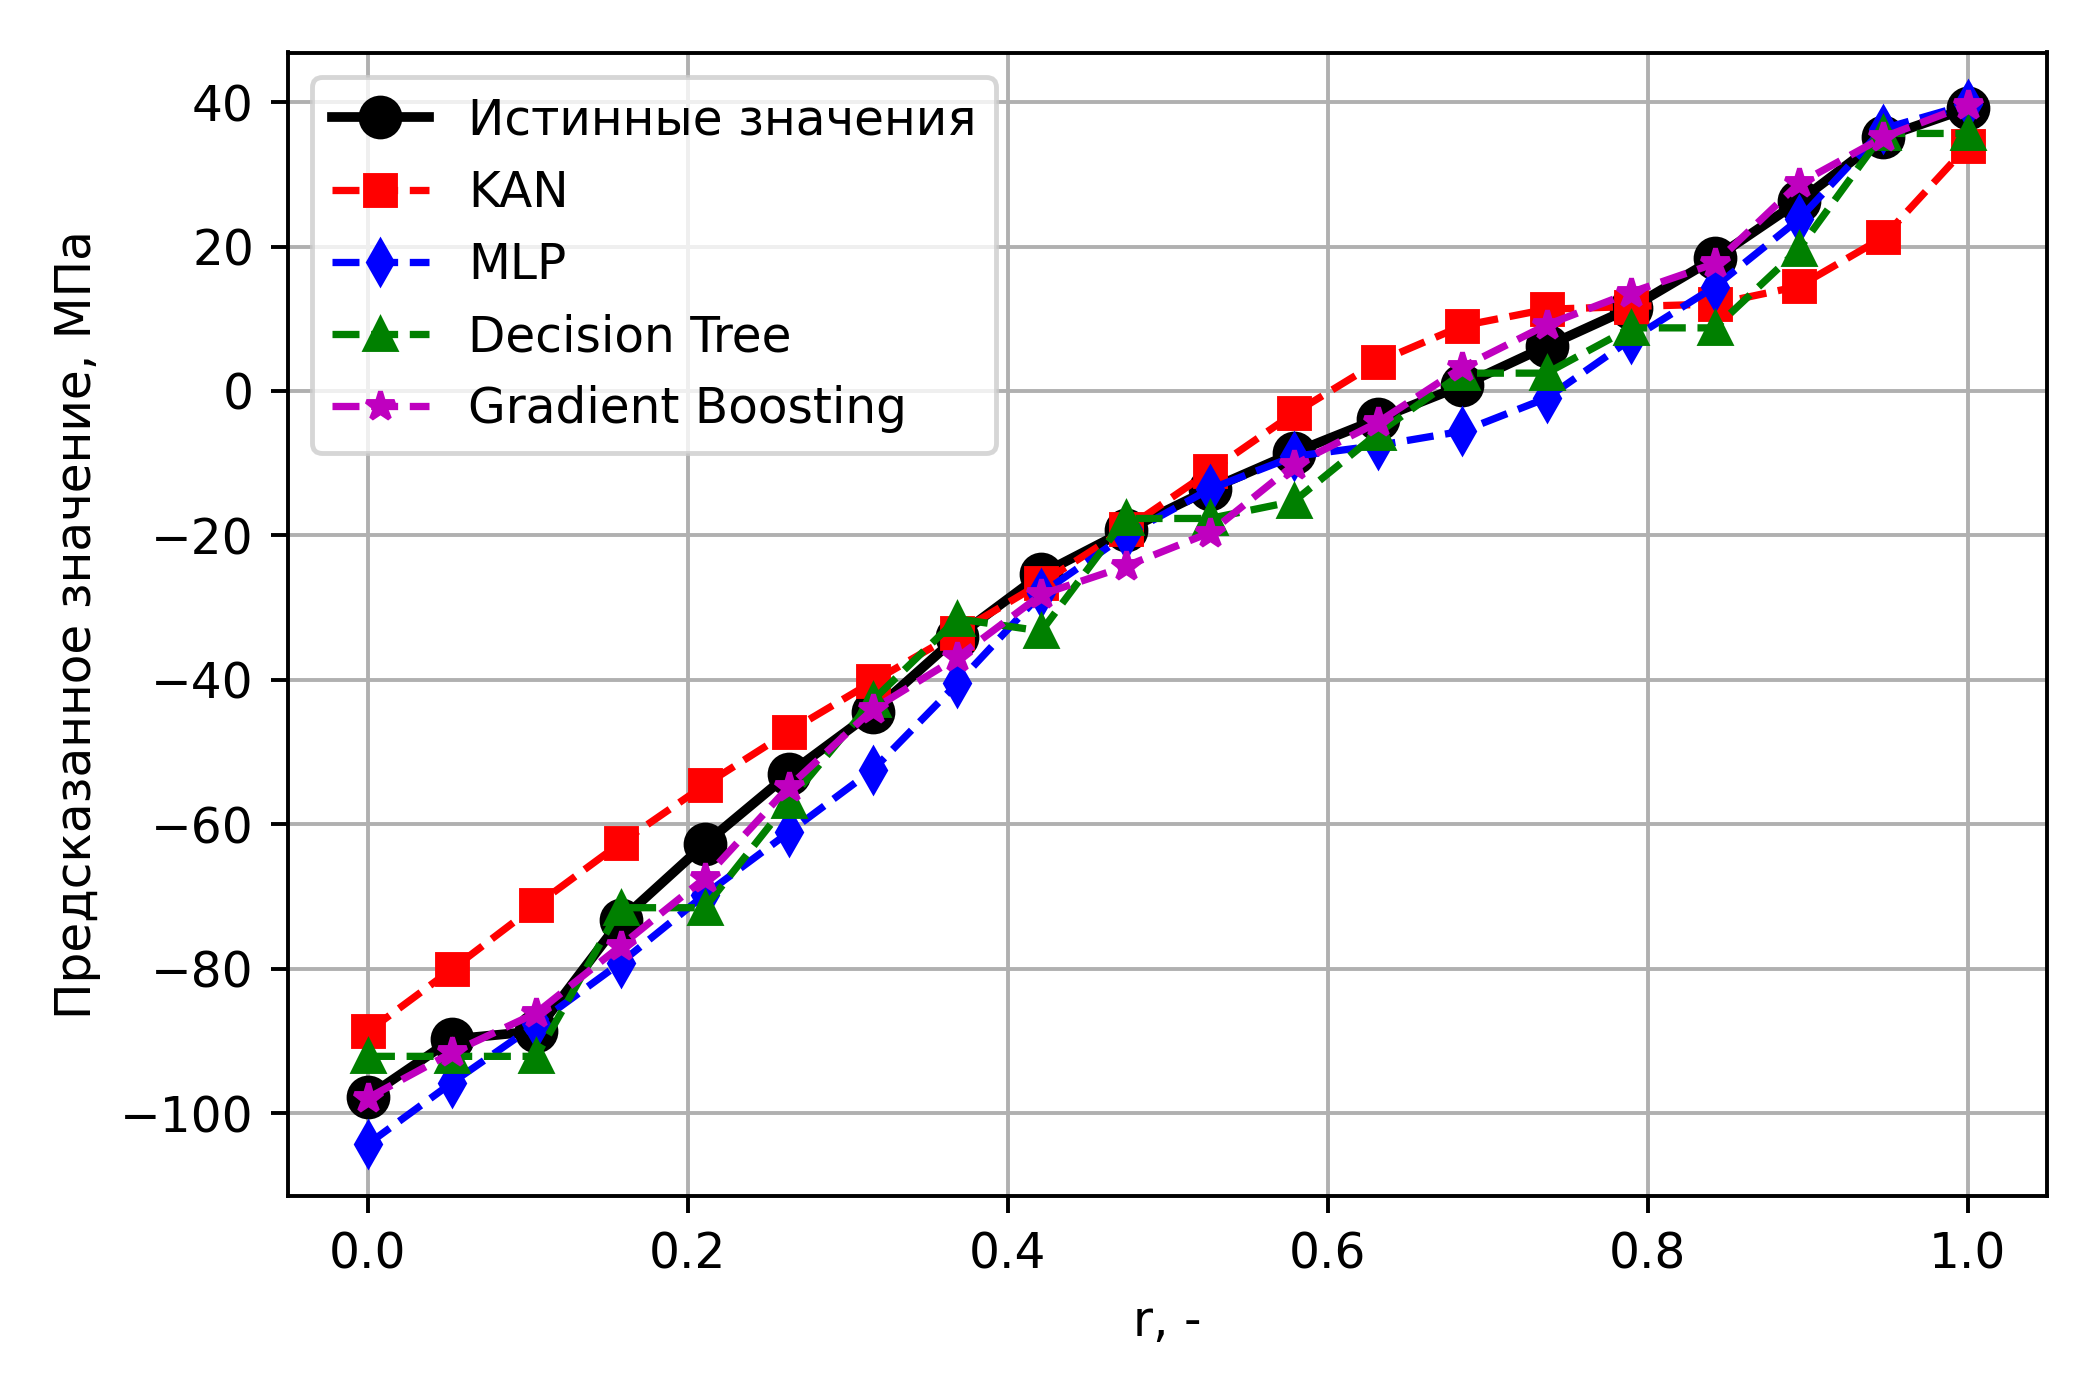 Истинные значения
KAN
MLP
Decision Tree
Gradient Boosting
Предсказанное значение, МПа
40
20
0
−20
−40
−60
−80
−100
0.0 0.2 0.4 0.6 0.8 1.0
r, -